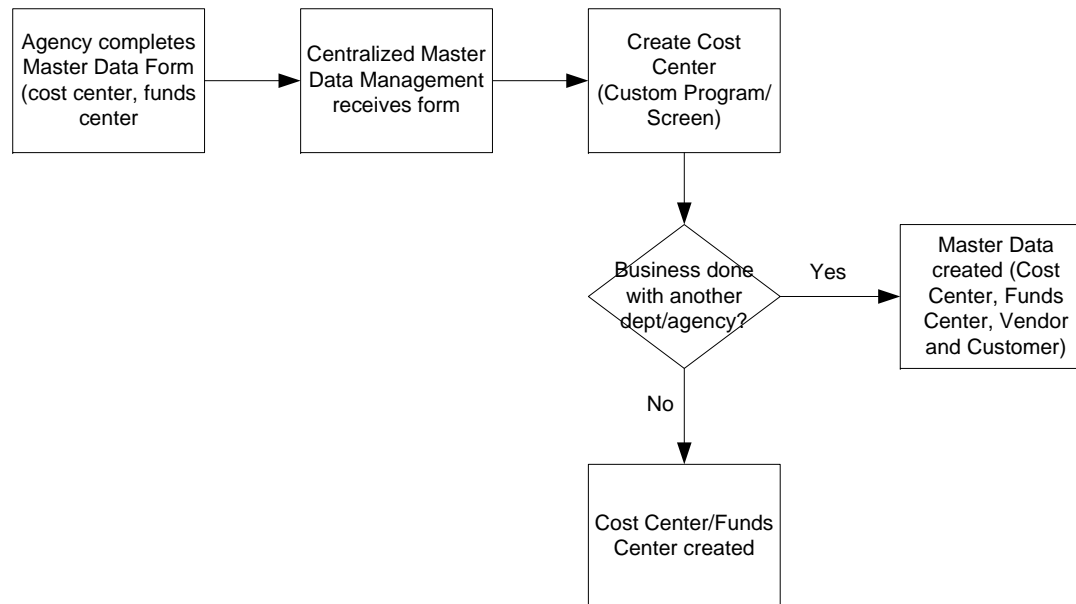 Agency completes
Master Data Form
(cost center, funds
center
Centralized Master
Data Management
receives form
Create Cost
Center
(Custom Program/
Screen)
Business done
with another
dept/agency?
Yes
Master Data
created (Cost
Center, Funds
Center, Vendor
and Customer)
No
Cost Center/Funds
Center created